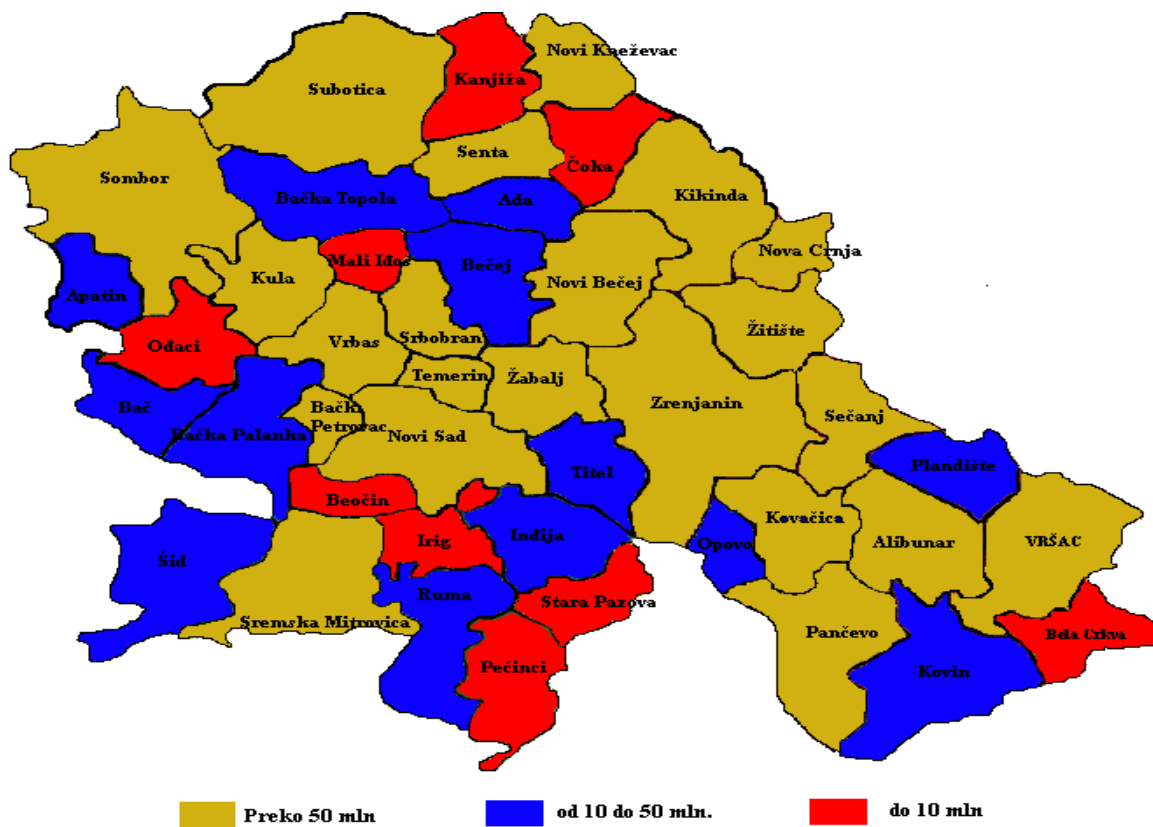 Novi Kneževac
Kanjiža
Subotica
Senta
Čoka
Sombor
Bačka Topola
Ada
Kikinda
Nova Crnja
Mali Iđoš
Bečej
Kula
Novi Bečej
Apatin
Žitište
Srbobran
Vrbas
Odaci
Temerin
Žabalj
Zrenjanin
Bač
Bački
Petrovac
Sečanj
Bačka Palanka
Novi Sad
Titel
Plandište
Beočin
Kovačica
Irig
Inđija
Opovo
Alibunar
VRŠAC
Šid
Ruma
Stara Pazova
Sremska Mitrovica
Pančevo
Bela Crkva
Pećinci
Kovin
Preko 50 mln
od 10 do 50 mln.
do 10 mln